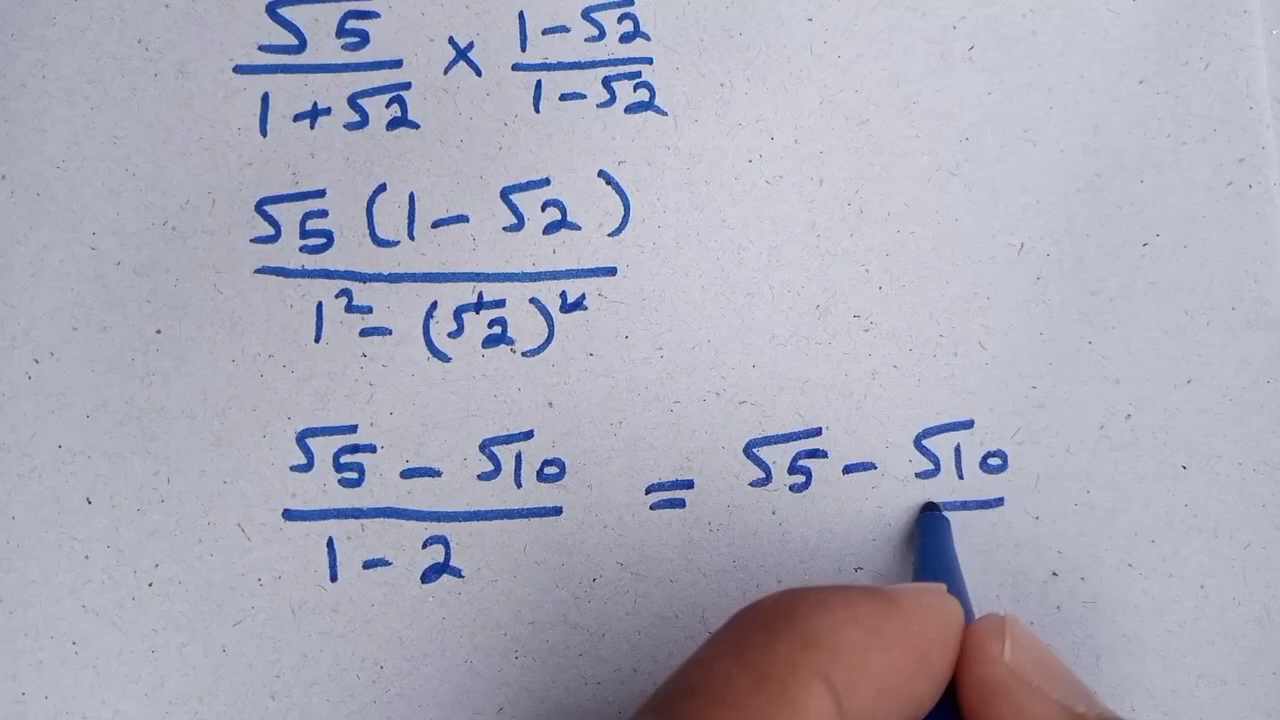 √5/(1+√2) × (1-√2)/(1-√2)
√5(1-√2)/(1²-(√2)²)
(√5-√10)/(1-2) = √5-√10